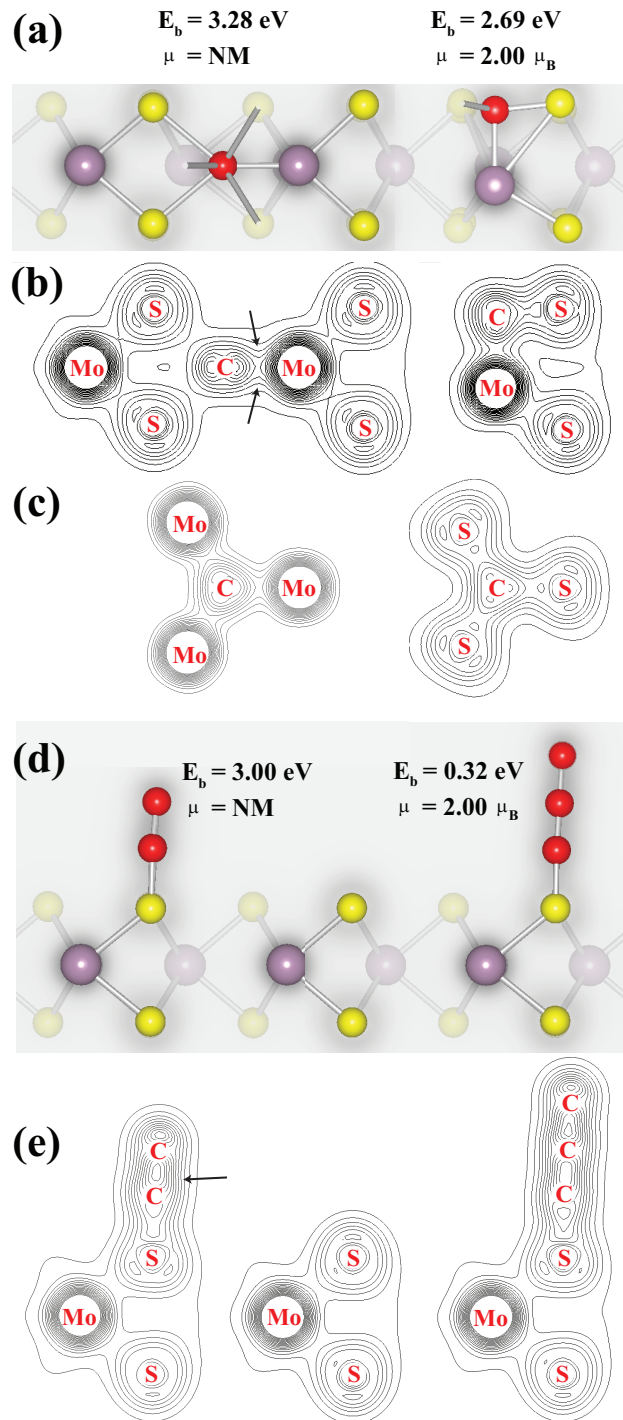 (a)
E_b = 3.28 eV
μ = NM
E_b = 2.69 eV
μ = 2.00 μ_B
(b)
S S C S
Mo C Mo Mo
S S S
(c)
Mo S
C Mo C S
Mo S
(d)
E_b = 3.00 eV
μ = NM
E_b = 0.32 eV
μ = 2.00 μ_B
(e)
C
C C
C C
S S S
Mo Mo Mo
S S S